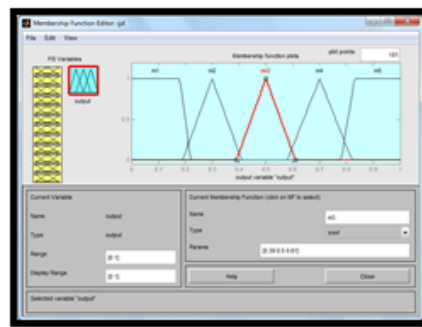 Membership Function Editor: ijal
File Edit View
FIS Variables
Membership function plots
plot points:
181
m1 m2 m3 m4 m5
1
0.5
0
output
0 0.1 0.2 0.3 0.4 0.5 0.6 0.7 0.8 0.9 1
output variable "output"
Current Variable
Current Membership Function (click on MF to select)
Name output
Name m3
Type output
Type trimf
Params
Range [0 1]
Display Range [0 1]
Help Close
Selected variable "output"